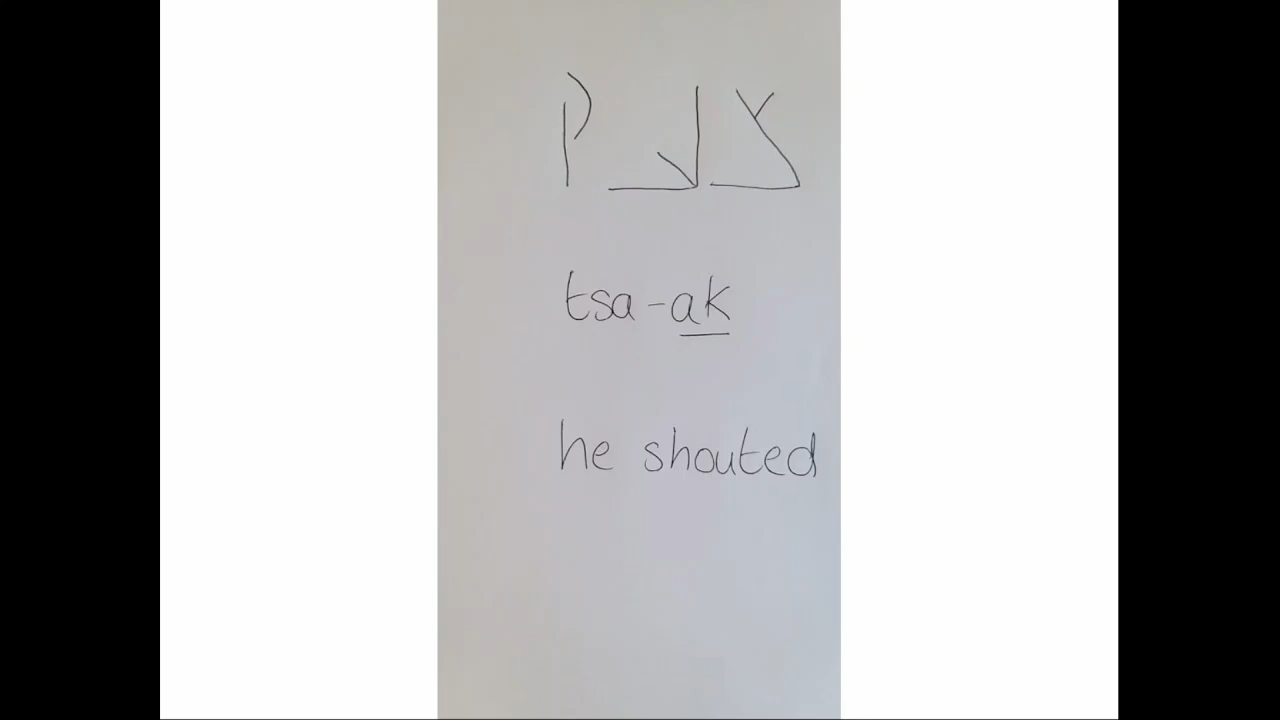 צעק
tsa-ak
he shouted